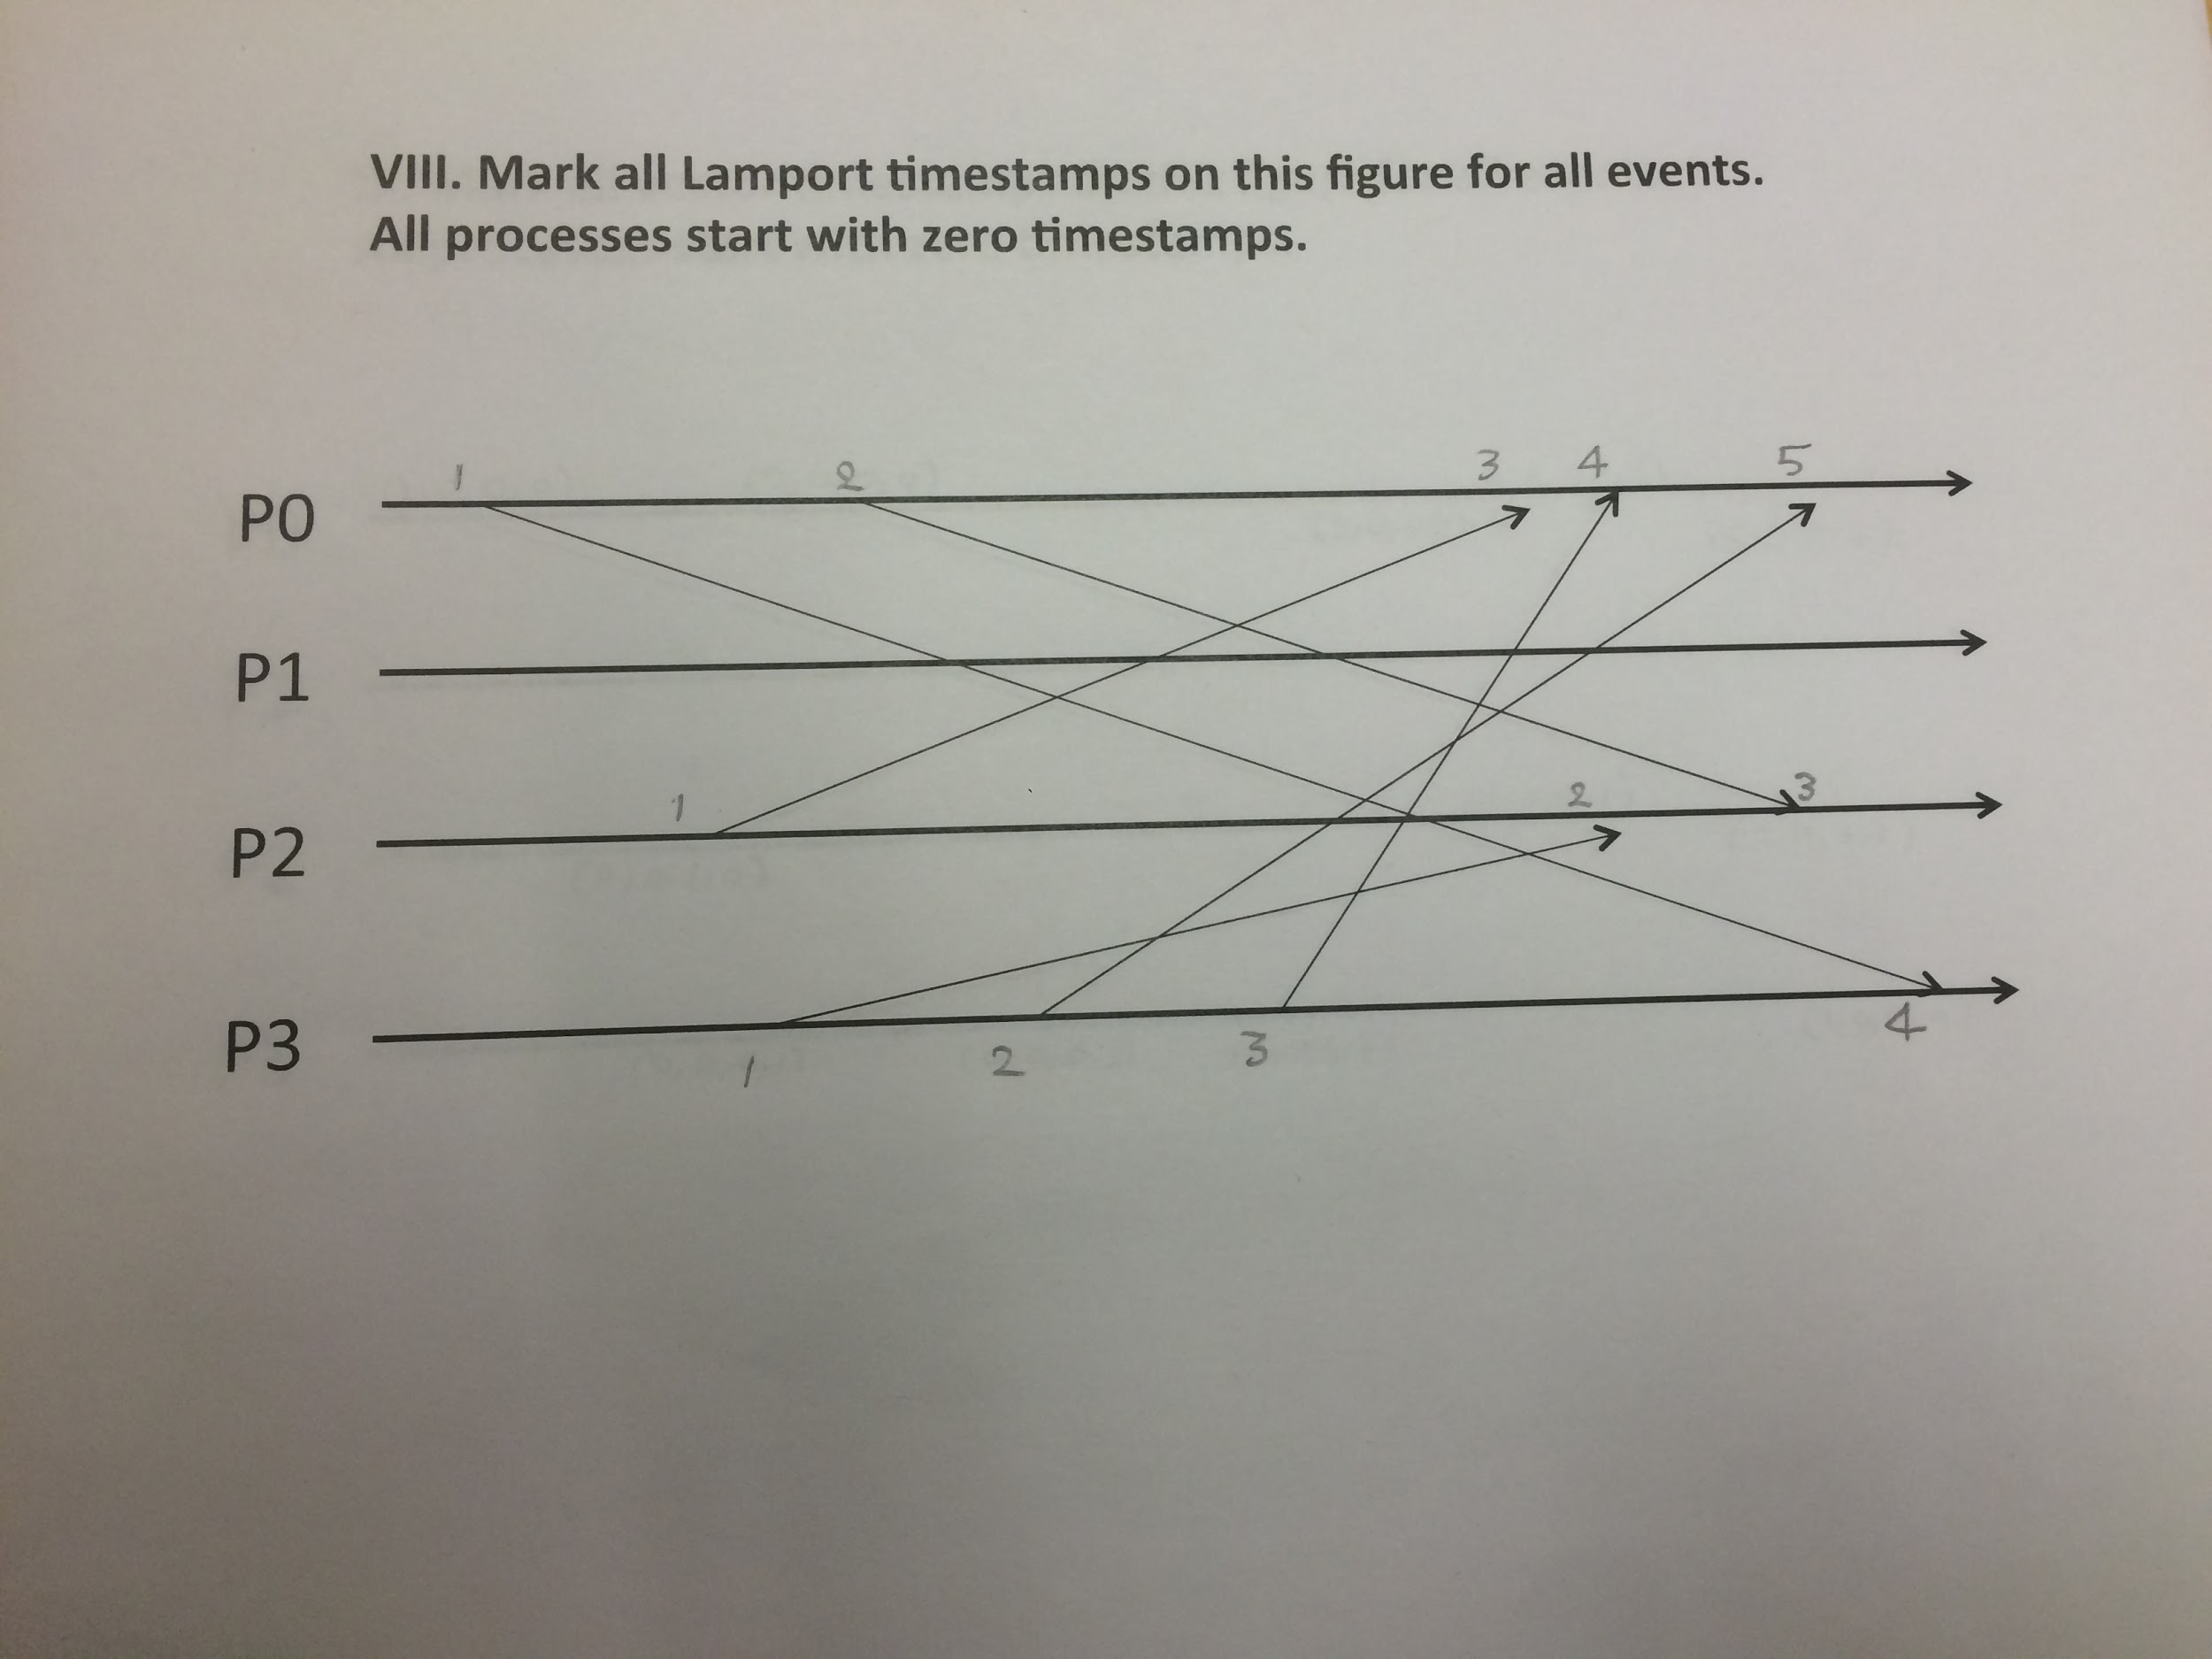 VIII. Mark all Lamport timestamps on this figure for all events.
All processes start with zero timestamps.
1 2 3 4 5
P0
P1
1 2 3
P2
P3
1 2 3 4